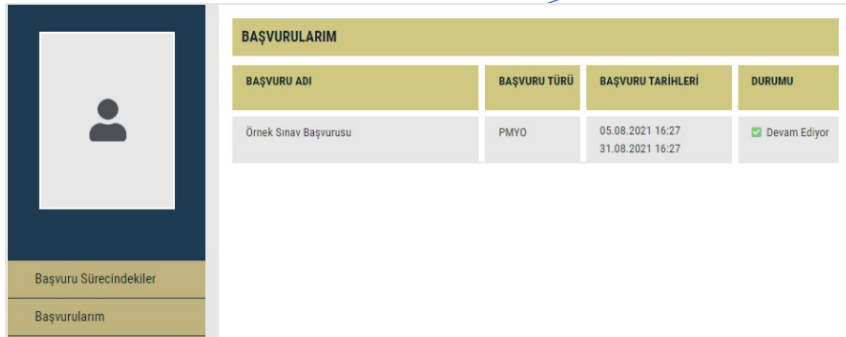 BAŞVURULARIM
BAŞVURU ADI BAŞVURU TÜRÜ BAŞVURU TARİHLERİ DURUMU
Örnek Sınav Başvurusu PMYO 05.08.2021 16:27 Devam Ediyor
31.08.2021 16:27
Başvuru Sürecindekiler
Başvurularım